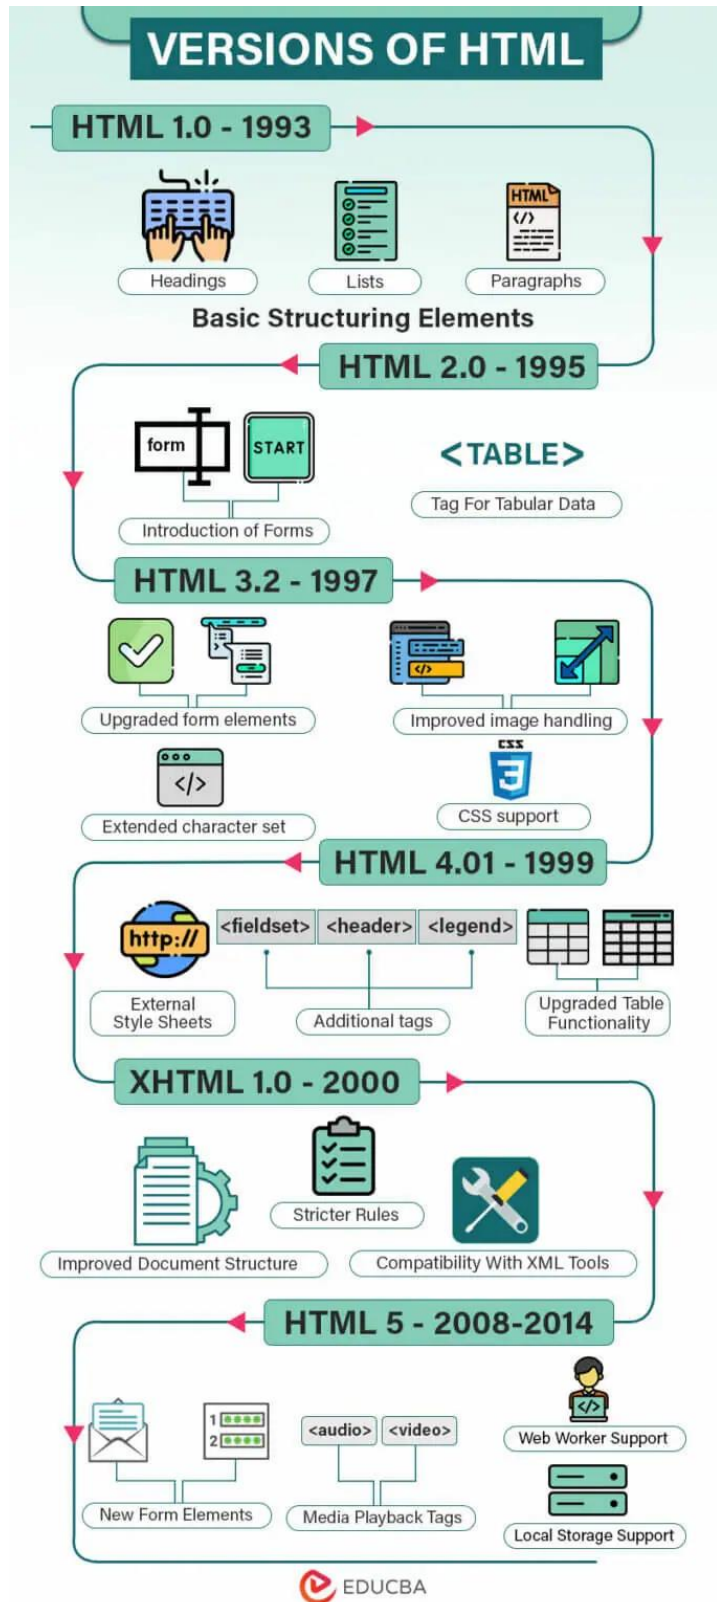 VERSIONS OF HTML
HTML 1.0 - 1993
HTML
</>
Headings
Lists
Paragraphs
Basic Structuring Elements
HTML 2.0 - 1995
form
START
<TABLE>
Tag For Tabular Data
Introduction of Forms
HTML 3.2 - 1997
</>
Upgraded form elements
Improved image handling
</>
CSS
3
Extended character set
CSS support
HTML 4.01 - 1999
http://
<fieldset>
<header>
<legend>
External
Style Sheets
Additional tags
Upgraded Table
Functionality
XHTML 1.0 - 2000
Stricter Rules
Improved Document Structure
Compatibility With XML Tools
HTML 5 - 2008-2014
</>
1
2
<audio>
<video>
Web Worker Support
New Form Elements
Media Playback Tags
Local Storage Support
EDUCBA